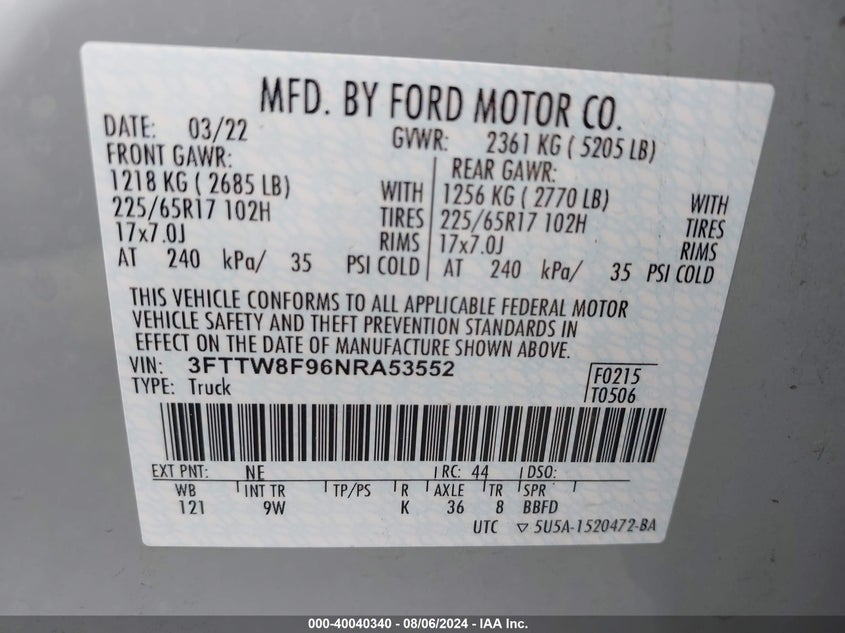 MFD. BY FORD MOTOR CO.
DATE: 03/22 GVWR: 2361 KG ( 5205 LB)
FRONT GAWR: REAR GAWR:
1218 KG ( 2685 LB) WITH 1256 KG ( 2770 LB) WITH
225/65R17 102H TIRES 225/65R17 102H TIRES
17x7.0J RIMS 17x7.0J RIMS
AT 240 kPa/ 35 PSI COLD AT 240 kPa/ 35 PSI COLD
THIS VEHICLE CONFORMS TO ALL APPLICABLE FEDERAL MOTOR
VEHICLE SAFETY AND THEFT PREVENTION STANDARDS IN
EFFECT ON THE DATE OF MANUFACTURE SHOWN ABOVE.
VIN: 3FTTW8F96NRA53552 F0215
TYPE: Truck T0506
EXT PNT: NE RC: 44 DSO:
WB INT TR TP/PS R AXLE TR SPR
121 9W K 36 8 BBFD
UTC ▽ 5U5A-1520472-BA
000-40040340 - 08/06/2024 - IAA Inc.